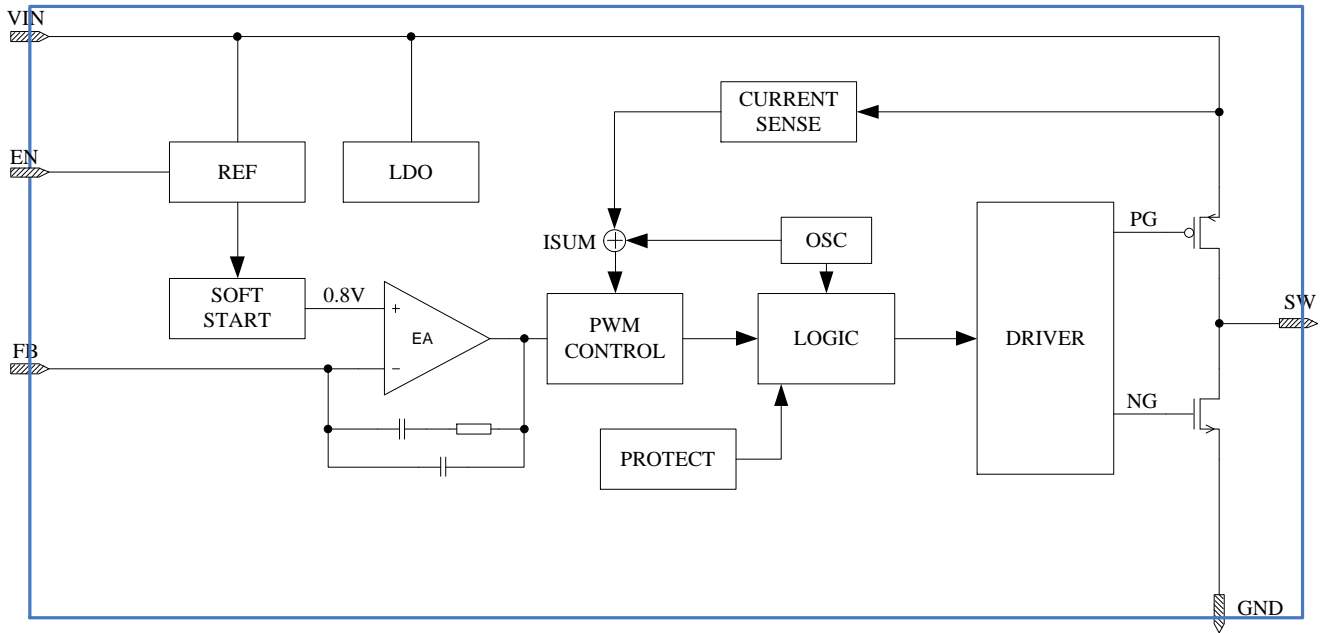 VIN
CURRENT
SENSE
EN
REF
LDO
PG
ISUM
OSC
SOFT
START
0.8V
+
EA
−
PWM
CONTROL
LOGIC
DRIVER
SW
FB
NG
PROTECT
GND